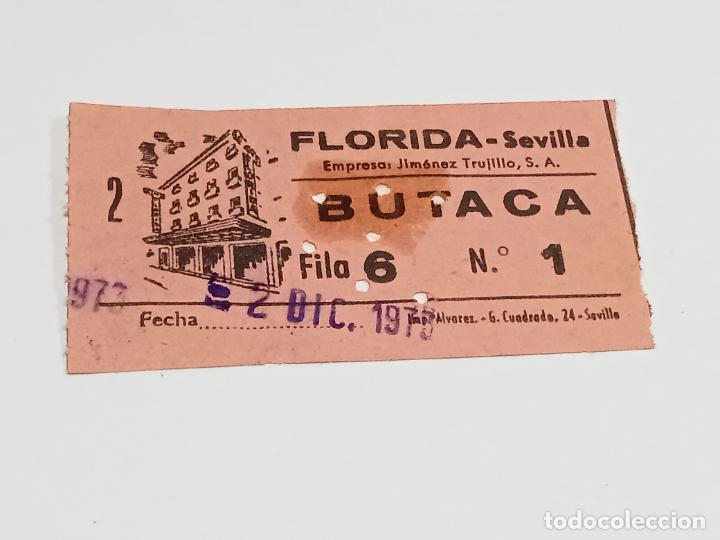 FLORIDA - Sevilla
Empresa: Jiménez Trujillo, S. A.
2
BUTACA
Fila 6 N.° 1
1973 2 DIC. 1973
Fecha
Imp. Alvarez. - G. Cuadrado, 24 - Sevilla
todocoleccion